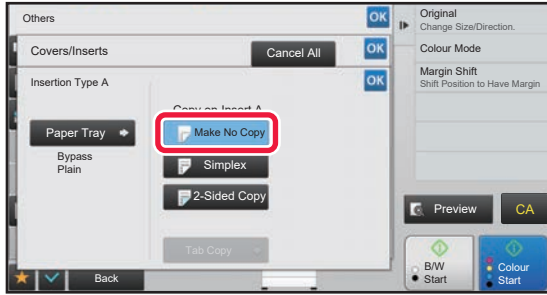 Others
OK
Covers/Inserts
Cancel All
OK
Insertion Type A
OK
Copy on Insert A
Paper Tray
Bypass
Plain
Make No Copy
Simplex
2-Sided Copy
Tab Copy
Back
Original
Change Size/Direction.
Colour Mode
Margin Shift
Shift Position to Have Margin
Preview
CA
B/W
Start
Colour
Start